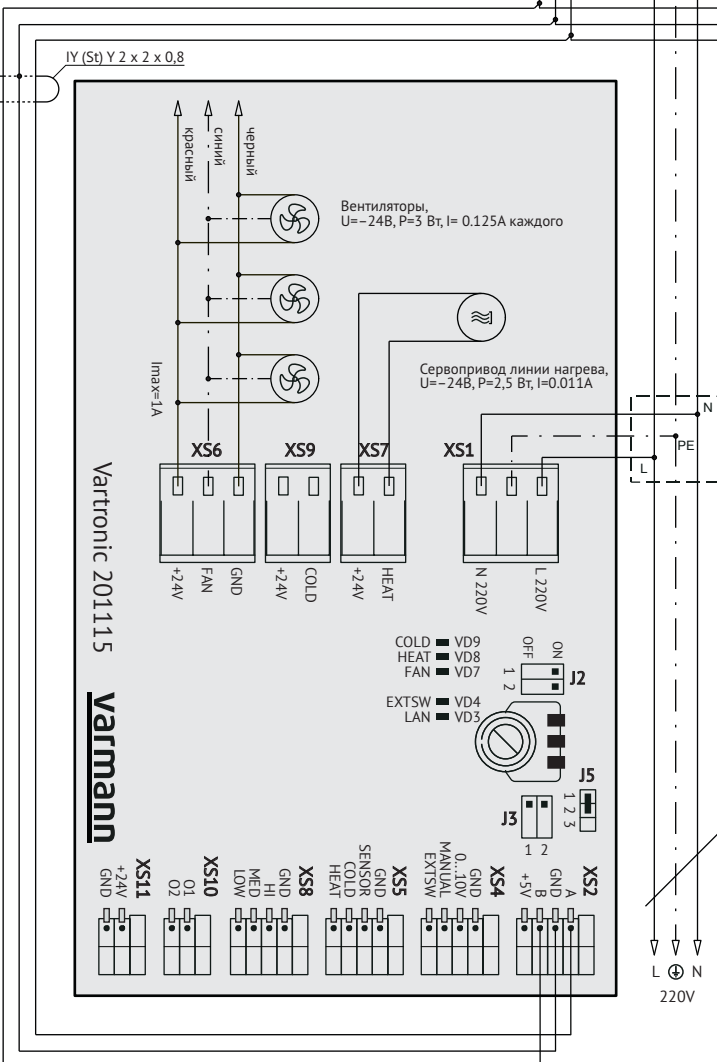 IY (St) Y 2 x 2 x 0,8
красный
синий
черный
Вентиляторы,
U=–24В, P=3 Вт, I= 0.125А каждого
Сервопривод линии нагрева,
U=–24В, P=2,5 Вт, I=0.011А
Imax=1A
N
PE
L
XS6
XS9
XS7
XS1
+24V
FAN
GND
+24V
COLD
+24V
HEAT
N 220V
L 220V
Vartronic 201115
varmann
COLD VD9
HEAT VD8
FAN VD7
EXTSW VD4
LAN VD3
OFF
ON
1
2
J2
J5
1
2
3
J3
1 2
XS11
+24V
GND
XS10
O1
O2
XS8
GND
HI
MED
LOW
XS5
GND
SENSOR
COLR
HEAT
XS4
GND
0...10V
MANUAL
EXTSW
XS2
A
GND
B
+5V
L N
220V